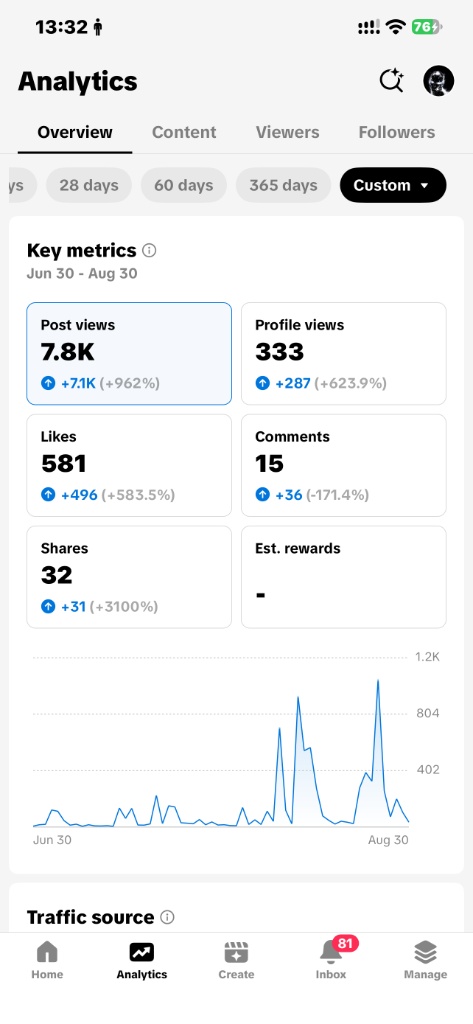 13:32
76
Analytics
Overview Content Viewers Followers
ys 28 days 60 days 365 days Custom
Key metrics
Jun 30 - Aug 30
Post views
7.8K
+7.1K (+962%)
Profile views
333
+287 (+623.9%)
Likes
581
+496 (+583.5%)
Comments
15
+36 (-171.4%)
Shares
32
+31 (+3100%)
Est. rewards
-
1.2K
804
402
Jun 30 Aug 30
Traffic source
81
Home Analytics Create Inbox Manage